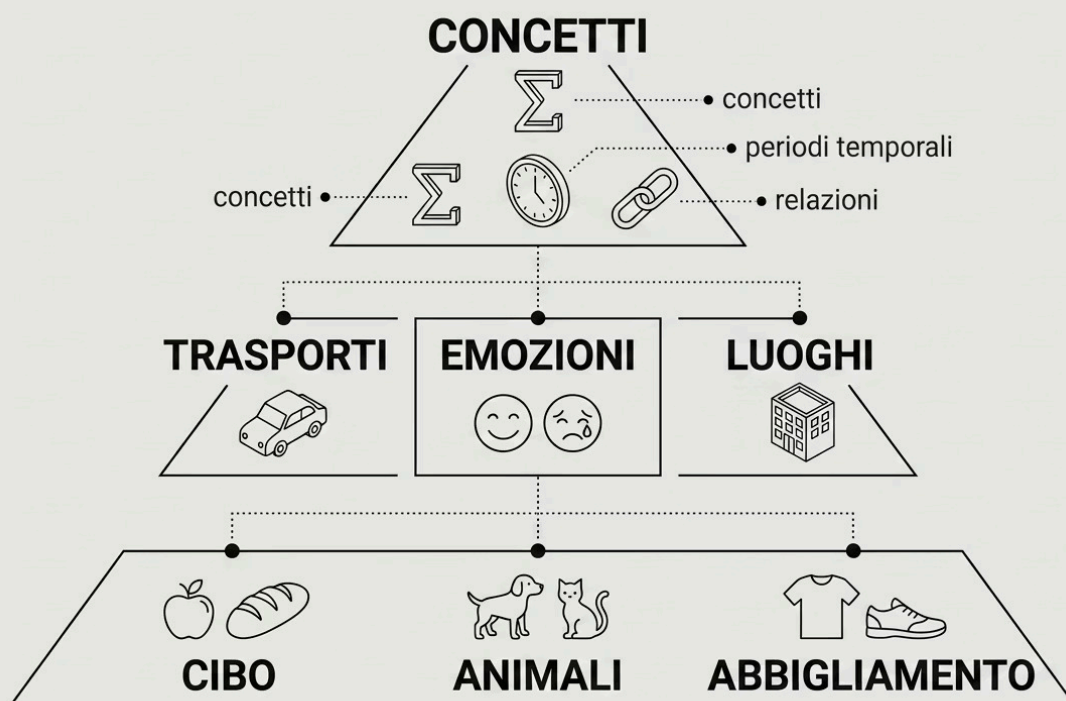 CONCETTI
Σ
concetti
periodi temporali
concetti
Σ
relazioni
TRASPORTI
EMOZIONI
LUOGHI
CIBO
ANIMALI
ABBIGLIAMENTO